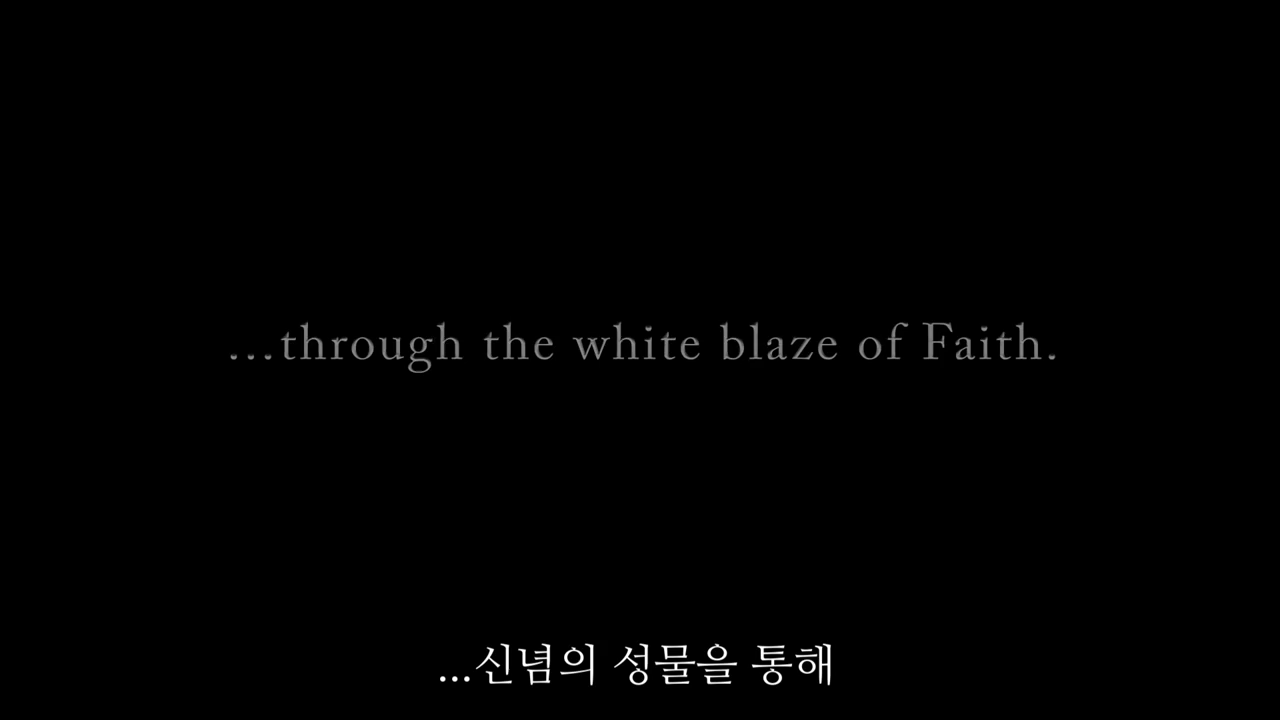 ...through the white blaze of Faith.
...신념의 성물을 통해